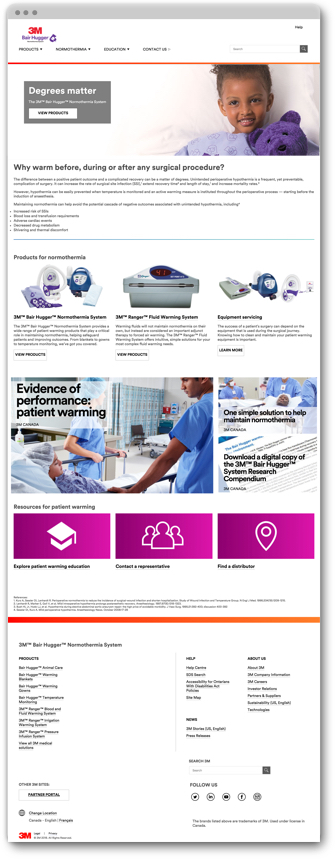 Help
3M
Bair Hugger
PRODUCTS
NORMOTHERMIA
EDUCATION
CONTACT US
Search
Degrees matter
The 3M™ Bair Hugger™ Normothermia System
VIEW PRODUCTS
Why warm before, during or after any surgical procedure?
The difference between a positive patient outcome and a complicated recovery can be a matter of degrees. Unintended perioperative hypothermia is a frequent, yet preventable,
complication of surgery. It can increase the rate of surgical site infection (SSI),¹ extend recovery time² and length of stay,¹ and increase mortality rates.³
However, hypothermia can be easily prevented when temperature is monitored and an active warming measure is instituted throughout the perioperative process — starting before the
induction of anaesthesia.
Maintaining normothermia can help avoid the potential cascade of negative outcomes associated with unintended hypothermia, including:⁴
• Increased risk of SSIs
• Blood loss and transfusion requirements
• Adverse cardiac events
• Decreased drug metabolism
• Shivering and thermal discomfort
Products for normothermia
3M™ Bair Hugger™ Normothermia System
The 3M™ Bair Hugger™ Normothermia System provides a
wide range of patient warming products that play a critical
role in maintaining normothermia, helping safeguard
patients and improving outcomes. From blankets to gowns
to temperature monitoring, we've got you covered.
VIEW PRODUCTS
3M™ Ranger™ Fluid Warming System
Warming fluids will not maintain normothermia on their
own, but instead are considered an important adjunct
therapy to forced-air warming. The 3M™ Ranger™ Fluid
Warming System offers intuitive, simple solutions for your
most complex fluid warming needs.
VIEW PRODUCTS
Equipment servicing
The success of a patient's surgery can depend on the
equipment that is used during the surgical journey.
Knowing how to clean and maintain your patient warming
equipment is important.
LEARN MORE
Evidence of
performance:
patient warming
3M CANADA
One simple solution to help
maintain normothermia
3M CANADA
Download a digital copy of
the 3M™ Bair Hugger™
System Research
Compendium
3M CANADA
Resources for patient warming
Explore patient warming education
Contact a representative
Find a distributor
References:
3M™ Bair Hugger™ Normothermia System
PRODUCTS
Bair Hugger™ Animal Care
Bair Hugger™ Warming
Blankets
Bair Hugger™ Warming
Gowns
Bair Hugger™ Temperature
Monitoring
3M™ Ranger™ Blood and
Fluid Warming System
3M™ Ranger™ Irrigation
Warming System
3M™ Ranger™ Pressure
Infusion System
View all 3M medical
solutions
HELP
Help Centre
SDS Search
Accessibility for Ontarians
With Disabilities Act
Policies
Site Map
NEWS
3M Stories (US, English)
Press Releases
ABOUT US
About 3M
3M Company Information
3M Careers
Investor Relations
Partners & Suppliers
Sustainability (US, English)
Technologies
SEARCH 3M
Search
OTHER 3M SITES:
PARTNER PORTAL
FOLLOW US
Change Location
Canada - English | Français
The brands listed above are trademarks of 3M. Used under license in
Canada.
3M
Legal | Privacy